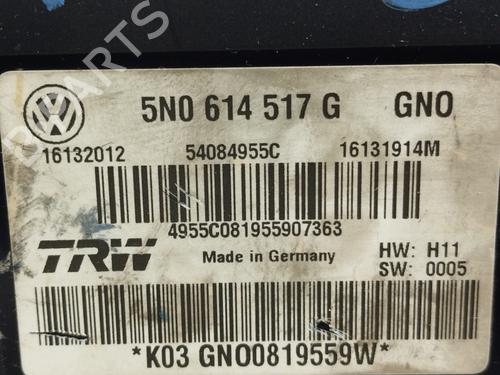 5N0 614 517 G GNO
16132012 54084955C 16131914M
4955C081955907363
TRW Made in Germany HW: H11
SW: 0005
*K03 GNO0819559W*